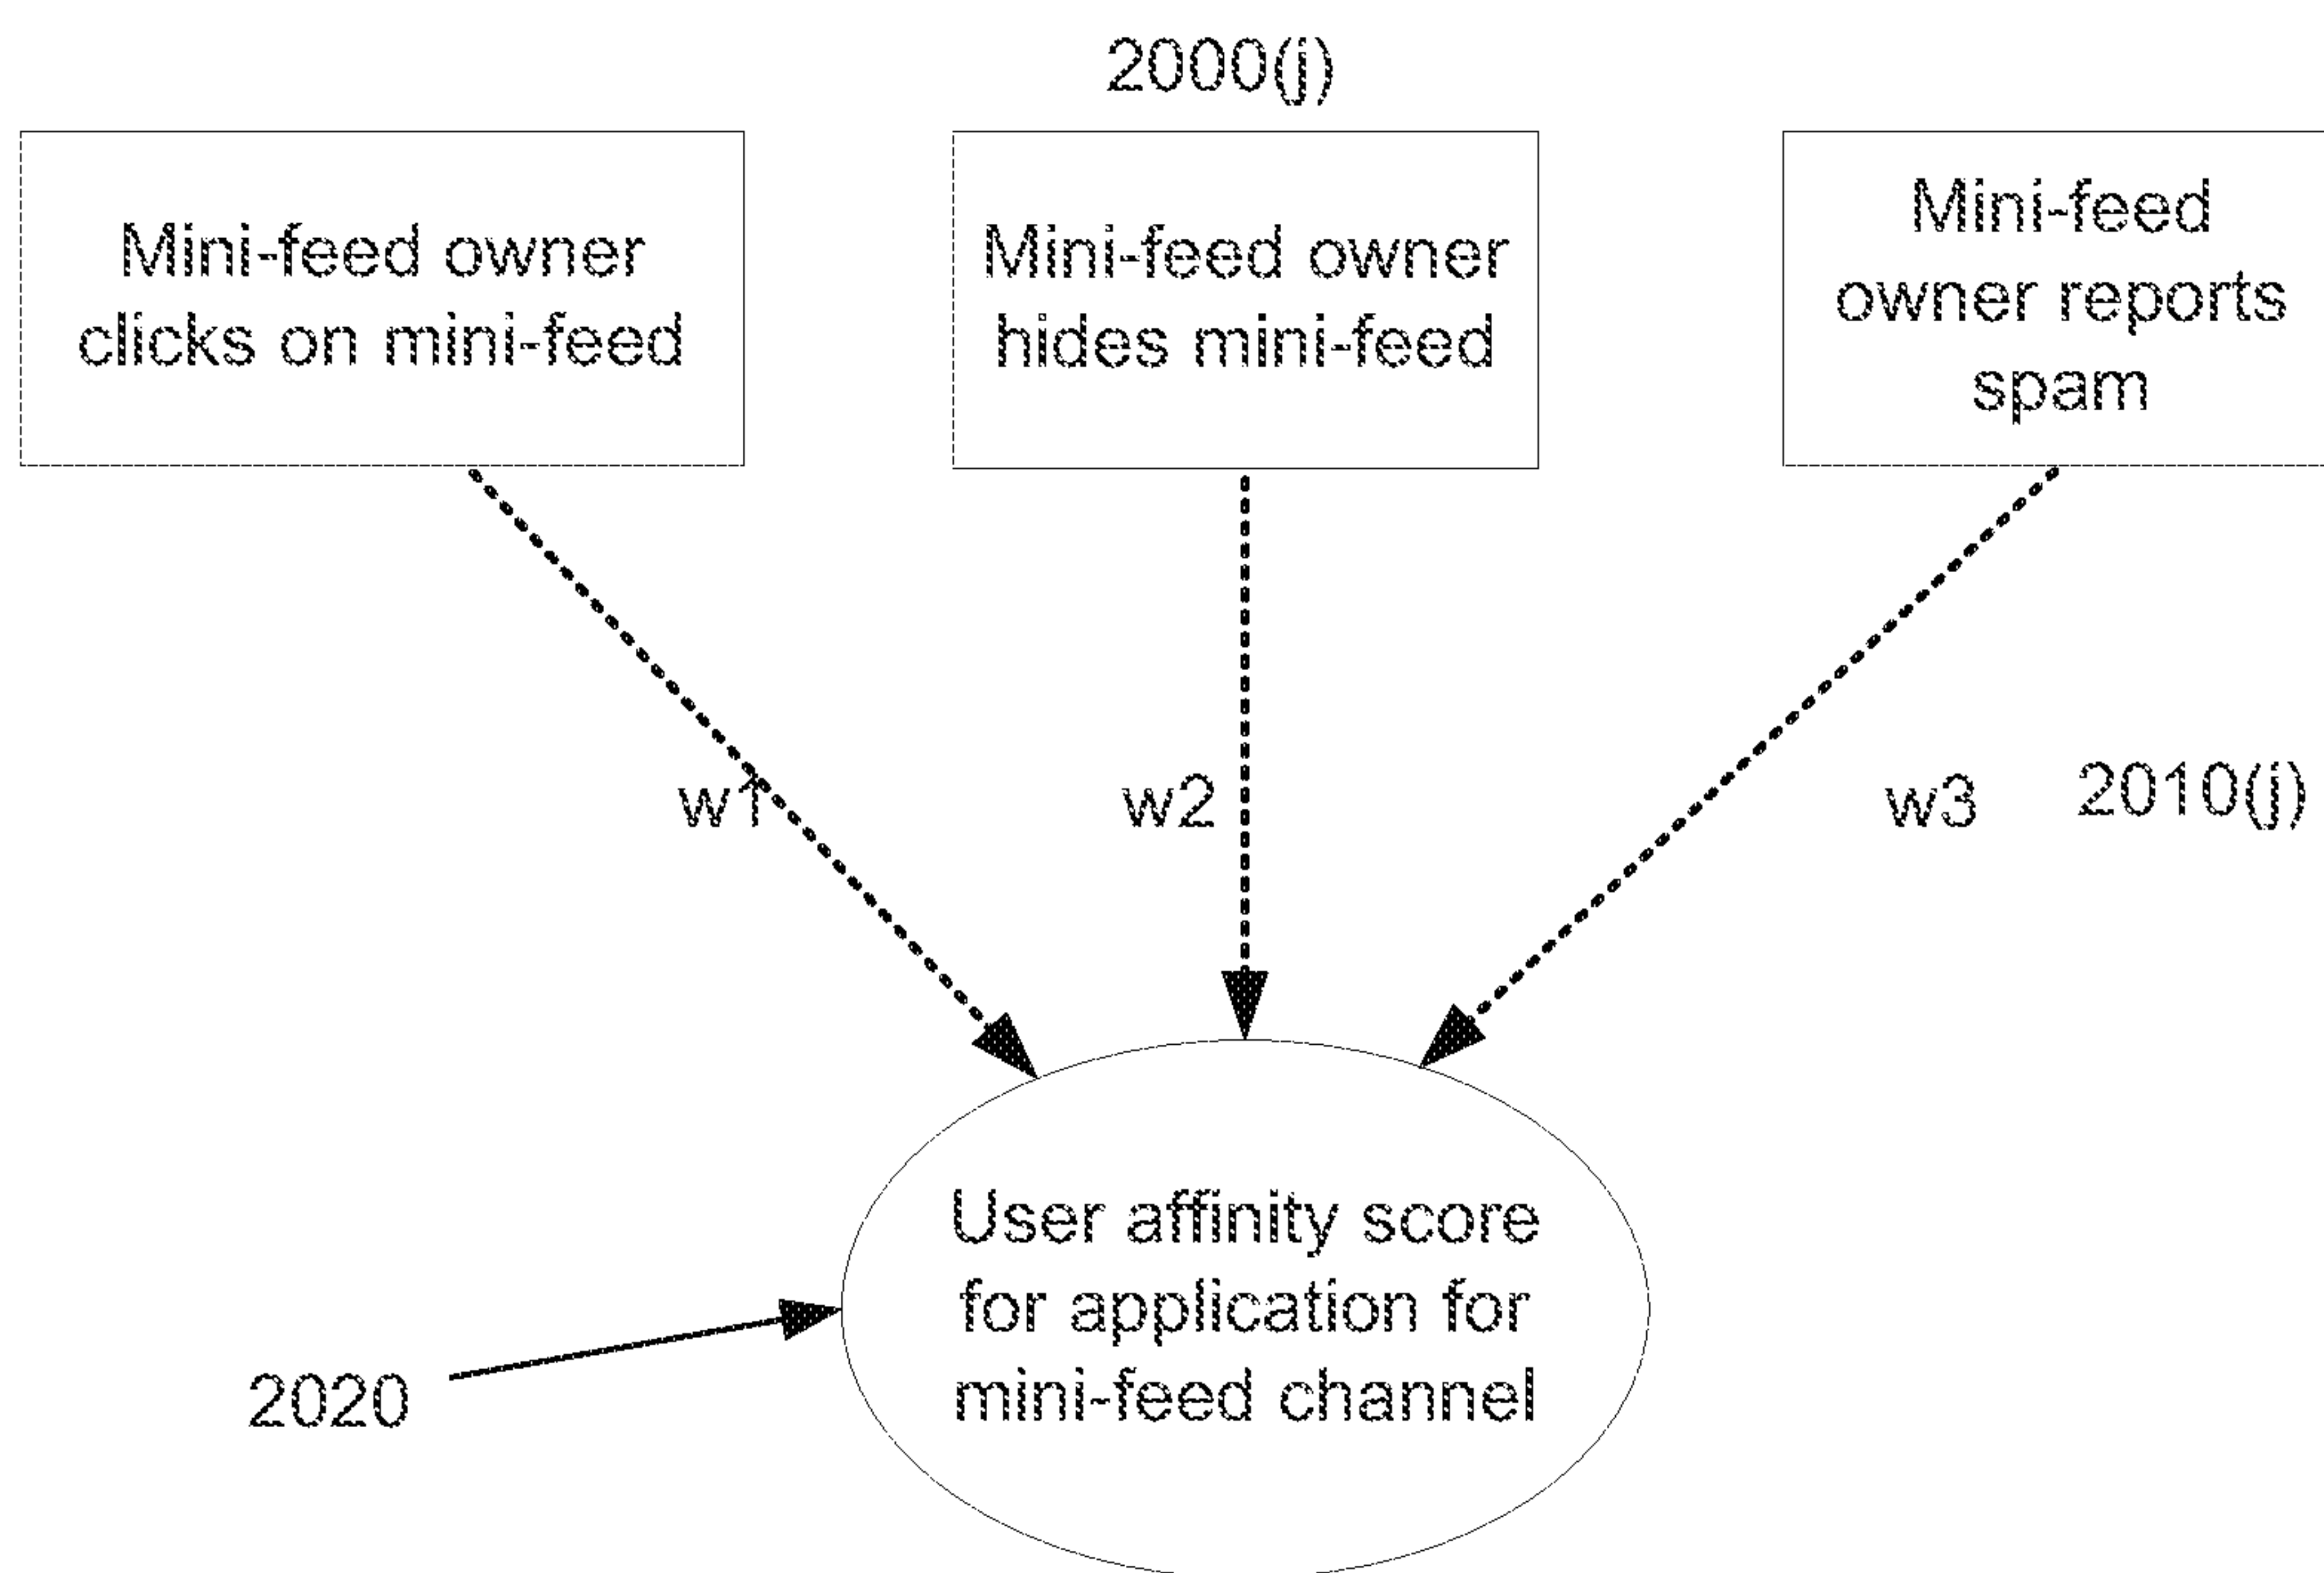 2000(j)
Mini-feed owner
clicks on mini-feed
Mini-feed owner
hides mini-feed
Mini-feed
owner reports
spam
w1
w2
w3
2010(j)
User affinity score
for application for
mini-feed channel
2020